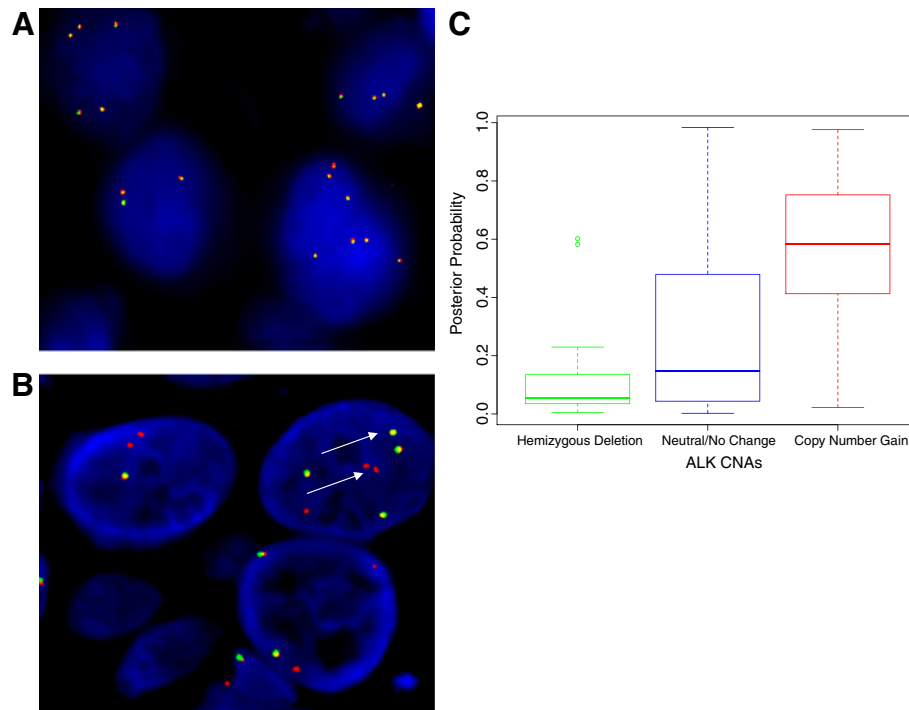 A
B
C
Posterior Probability
1.0
0.8
0.6
0.4
0.2
0.0
Hemizygous Deletion Neutral/No Change Copy Number Gain
ALK CNAs